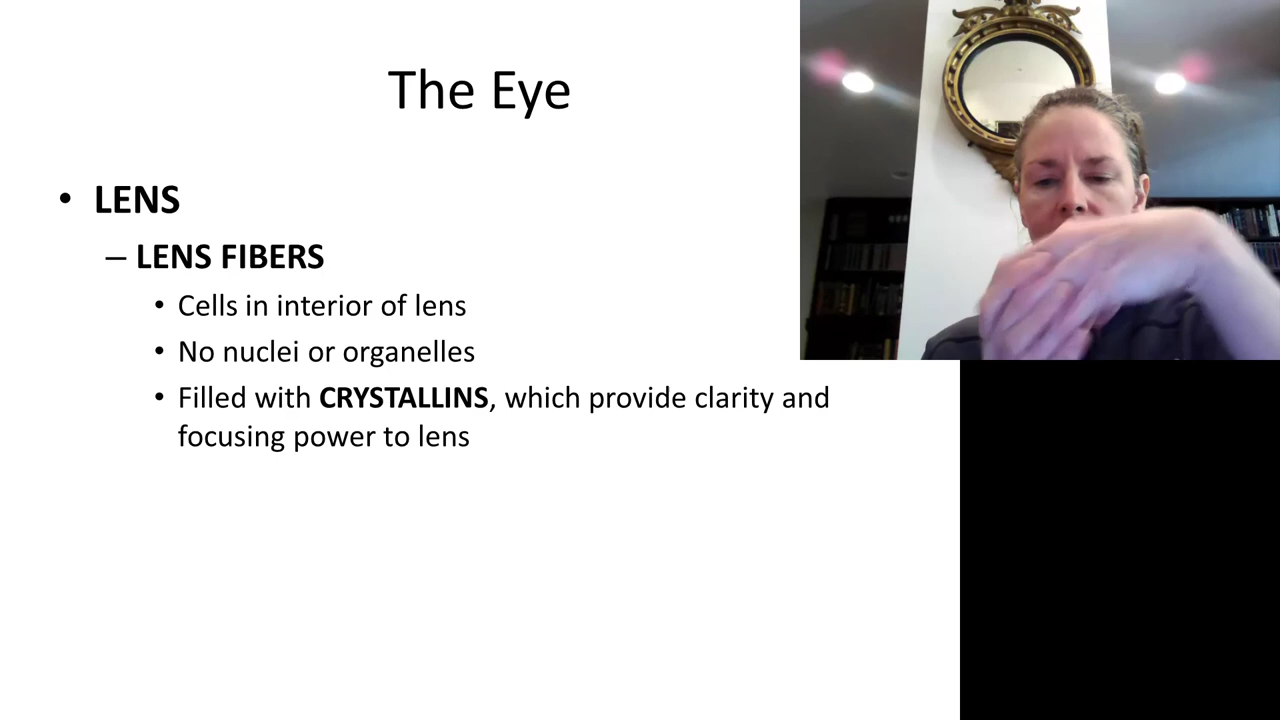 The Eye
• LENS
– LENS FIBERS
• Cells in interior of lens
• No nuclei or organelles
• Filled with CRYSTALLINS, which provide clarity and
focusing power to lens